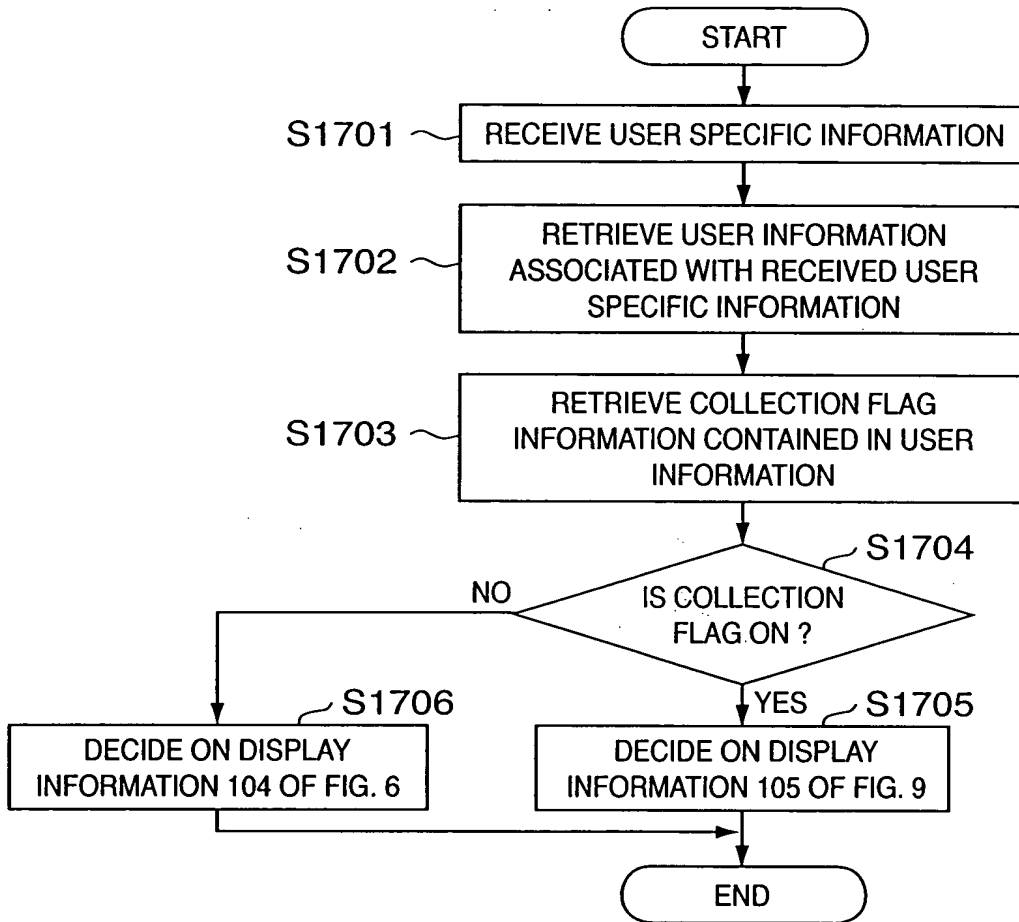 START
S1701
RECEIVE USER SPECIFIC INFORMATION
S1702
RETRIEVE USER INFORMATION
ASSOCIATED WITH RECEIVED USER
SPECIFIC INFORMATION
S1703
RETRIEVE COLLECTION FLAG
INFORMATION CONTAINED IN USER
INFORMATION
S1704
NO
IS COLLECTION
FLAG ON ?
YES
S1706
S1705
DECIDE ON DISPLAY
INFORMATION 104 OF FIG. 6
DECIDE ON DISPLAY
INFORMATION 105 OF FIG. 9
END